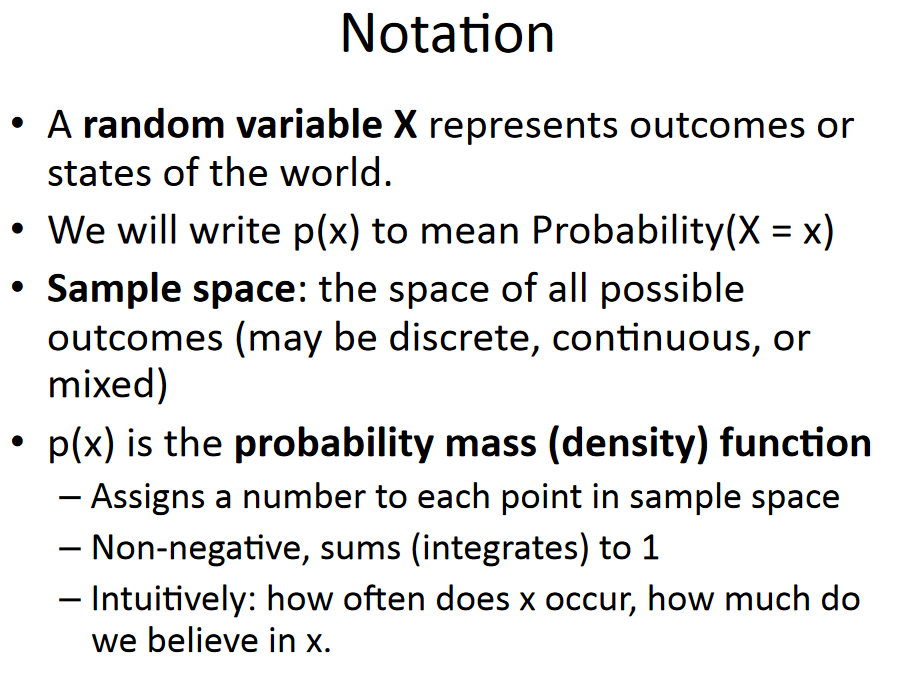 Notation
• A random variable X represents outcomes or
states of the world.
• We will write p(x) to mean Probability(X = x)
• Sample space: the space of all possible
outcomes (may be discrete, continuous, or
mixed)
• p(x) is the probability mass (density) function
– Assigns a number to each point in sample space
– Non-negative, sums (integrates) to 1
– Intuitively: how often does x occur, how much do
we believe in x.